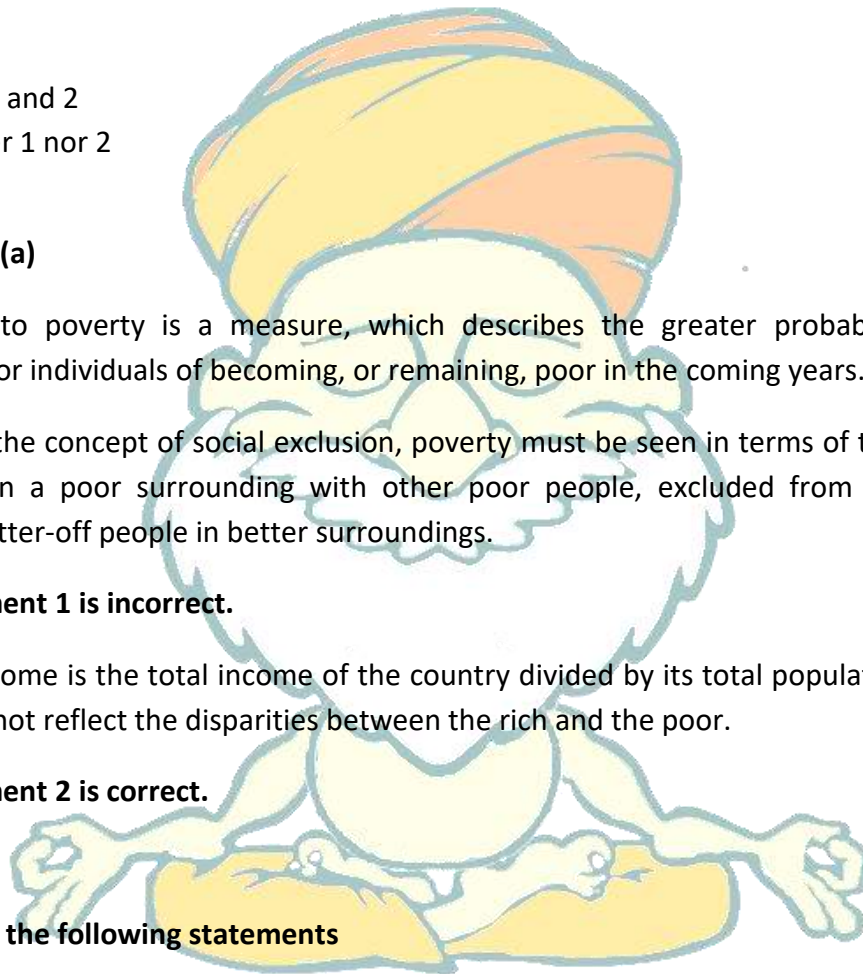 and 2
r 1 nor 2
(a)
to poverty is a measure, which describes the greater probab
or individuals of becoming, or remaining, poor in the coming years.
the concept of social exclusion, poverty must be seen in terms of t
n a poor surrounding with other poor people, excluded from
tter-off people in better surroundings.
ment 1 is incorrect.
ome is the total income of the country divided by its total populat
not reflect the disparities between the rich and the poor.
ment 2 is correct.
the following statements